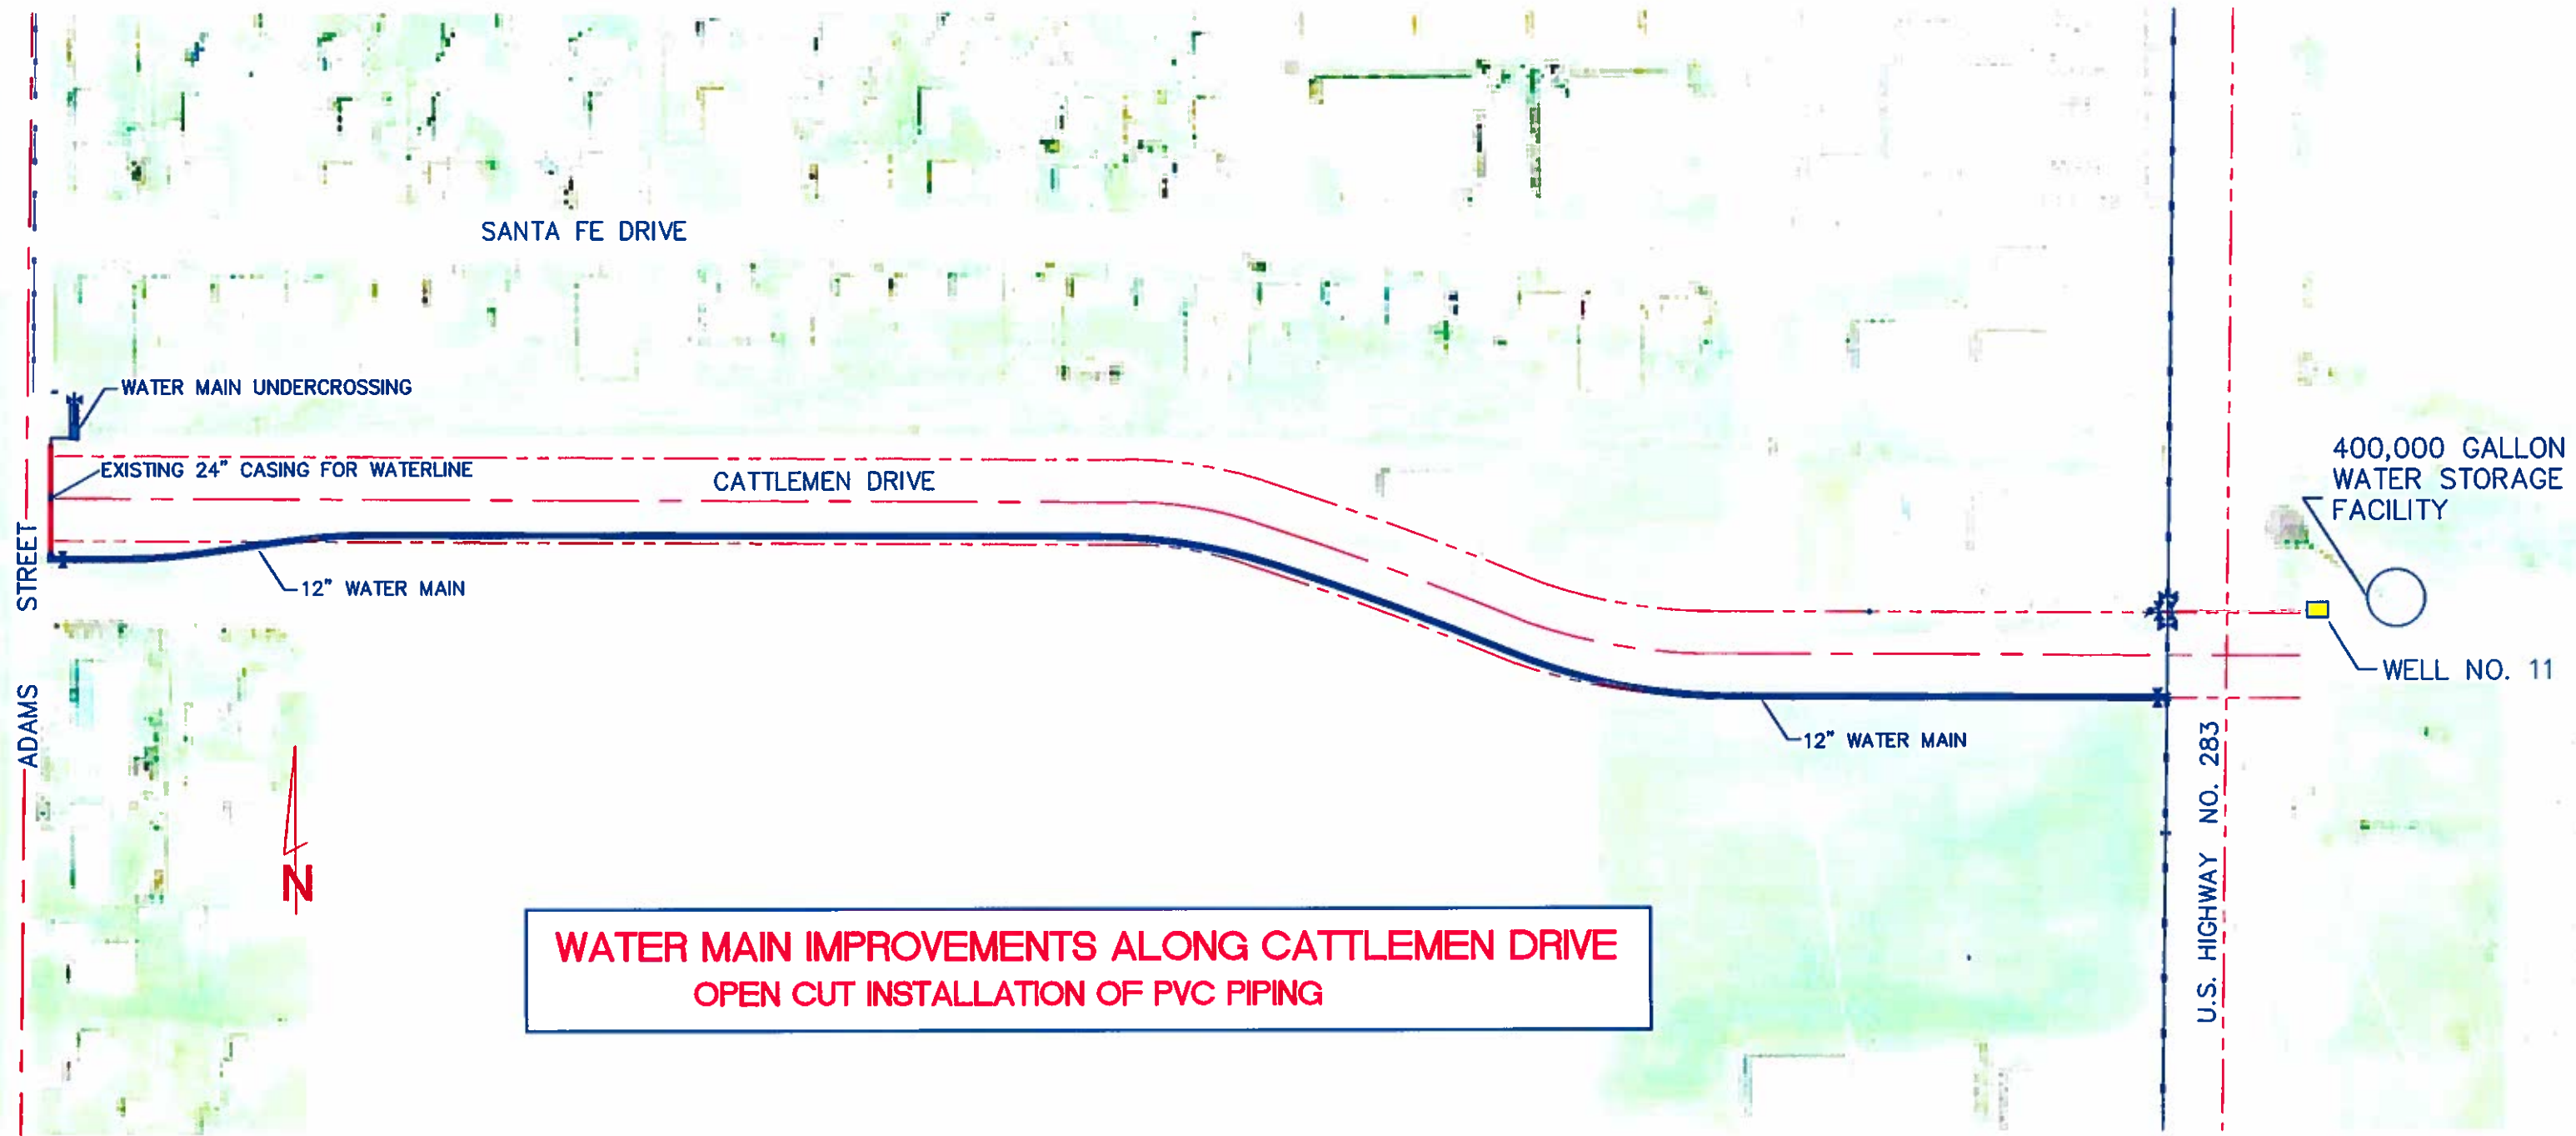 SANTA FE DRIVE
WATER MAIN UNDERCROSSING
EXISTING 24" CASING FOR WATERLINE
CATTLEMEN DRIVE
400,000 GALLON
WATER STORAGE
FACILITY
ADAMS STREET
12" WATER MAIN
WELL NO. 11
12" WATER MAIN
U.S. HIGHWAY NO. 283
N
WATER MAIN IMPROVEMENTS ALONG CATTLEMEN DRIVE
OPEN CUT INSTALLATION OF PVC PIPING